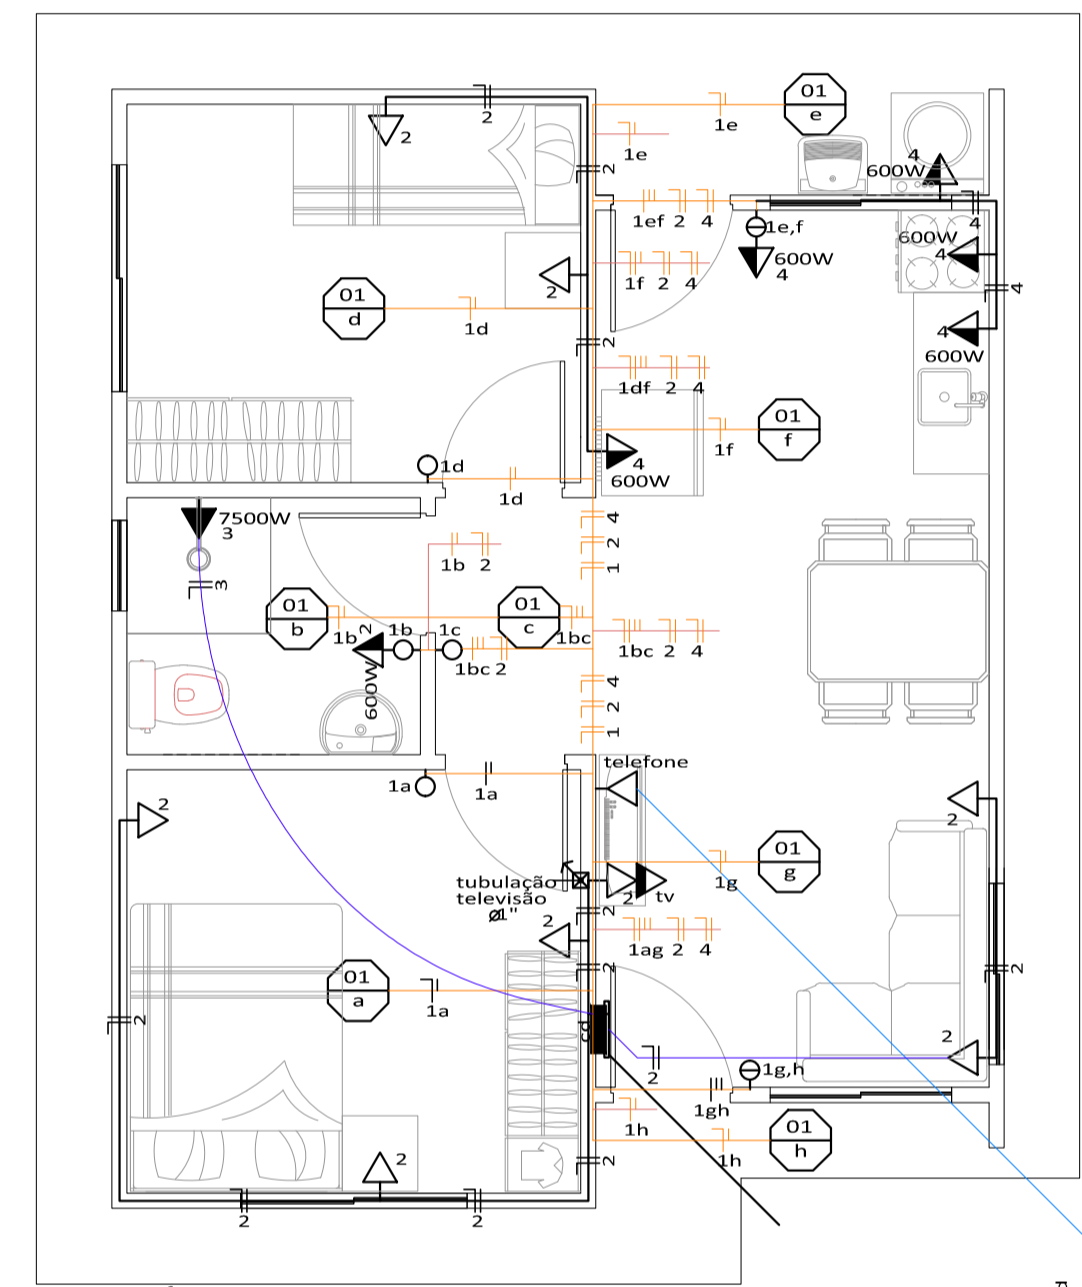 01
e
1e
2
2
1e
4
600W
2
1ef 2 4
1e,f
4
600W
4
600W
4
2
1f 2 4
01
d
1d
4
4
600W
2
1df 2 4
01
f
1f
1d
4
600W
1d
7500W
3
4
2
1
3
1b 2
01
b
1b
2
1b
1c
01
c
1bc
1bc 2 4
1bc 2
600W
4
2
1
telefone
1a
1a
2
2
01
g
1g
tubulação
televisão
ø1"
2
tv
2
2
1ag 2 4
2
2
01
a
1a
2
cd
2
2
1g,h
1gh
1h
01
h
1h
2
2
2
2